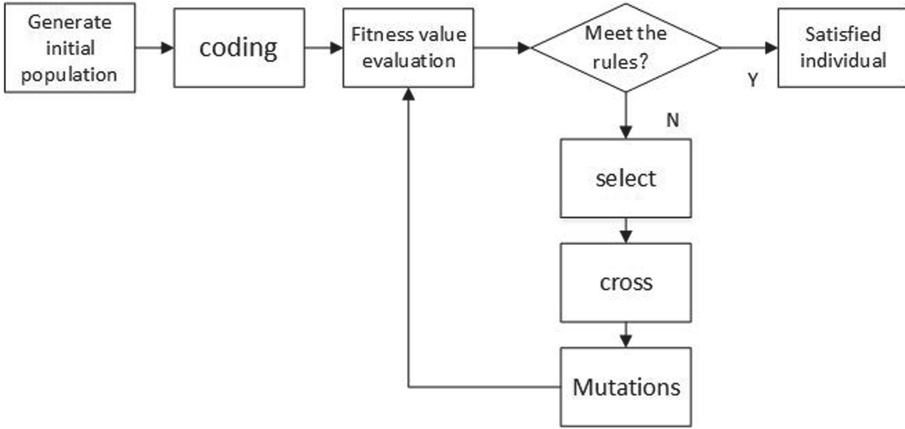 Generate
initial
population
coding
Fitness value
evaluation
Meet the
rules?
Satisfied
individual
Y
N
select
cross
Mutations